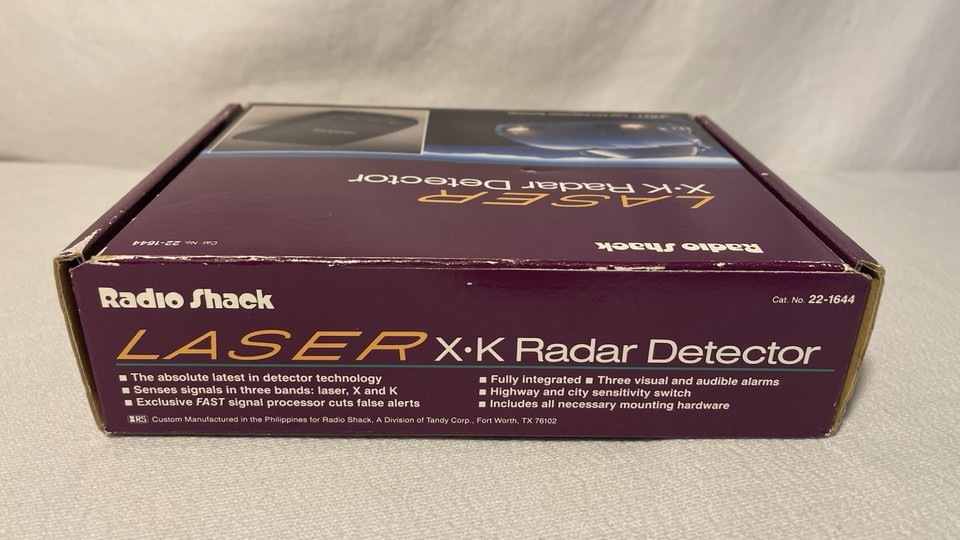 LASER
X•K Radar Detector
Radio Shack
Cat. No. 22-1644
Radio Shack
Cat. No. 22-1644
LASER X•K Radar Detector
■ The absolute latest in detector technology
■ Senses signals in three bands: laser, X and K
■ Exclusive FAST signal processor cuts false alerts
■ Fully integrated ■ Three visual and audible alarms
■ Highway and city sensitivity switch
■ Includes all necessary mounting hardware
RS Custom Manufactured in the Philippines for Radio Shack, A Division of Tandy Corp., Fort Worth, TX 76102